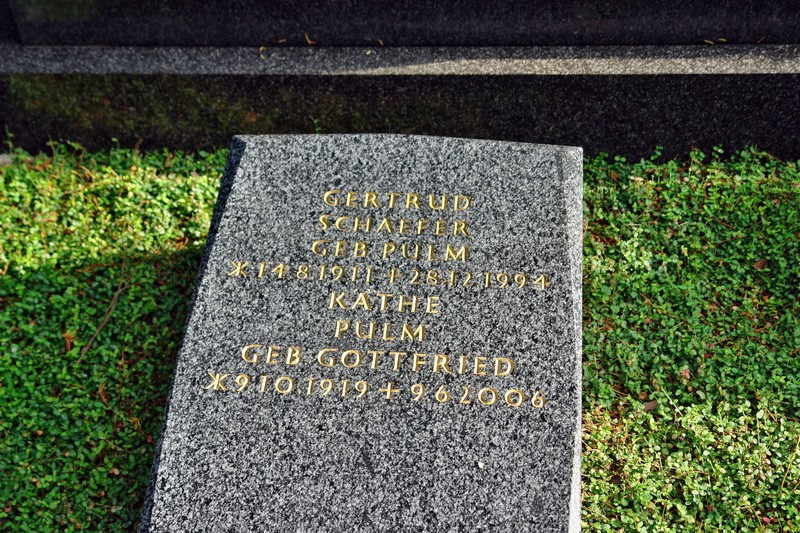 GERTRUD
SCHAEFER
GEB PULM
* 14 8 1911 + 28 12 1994
KÄTHE
PULM
GEB GOTTFRIED
* 9 10 1919 + 9 6 2006